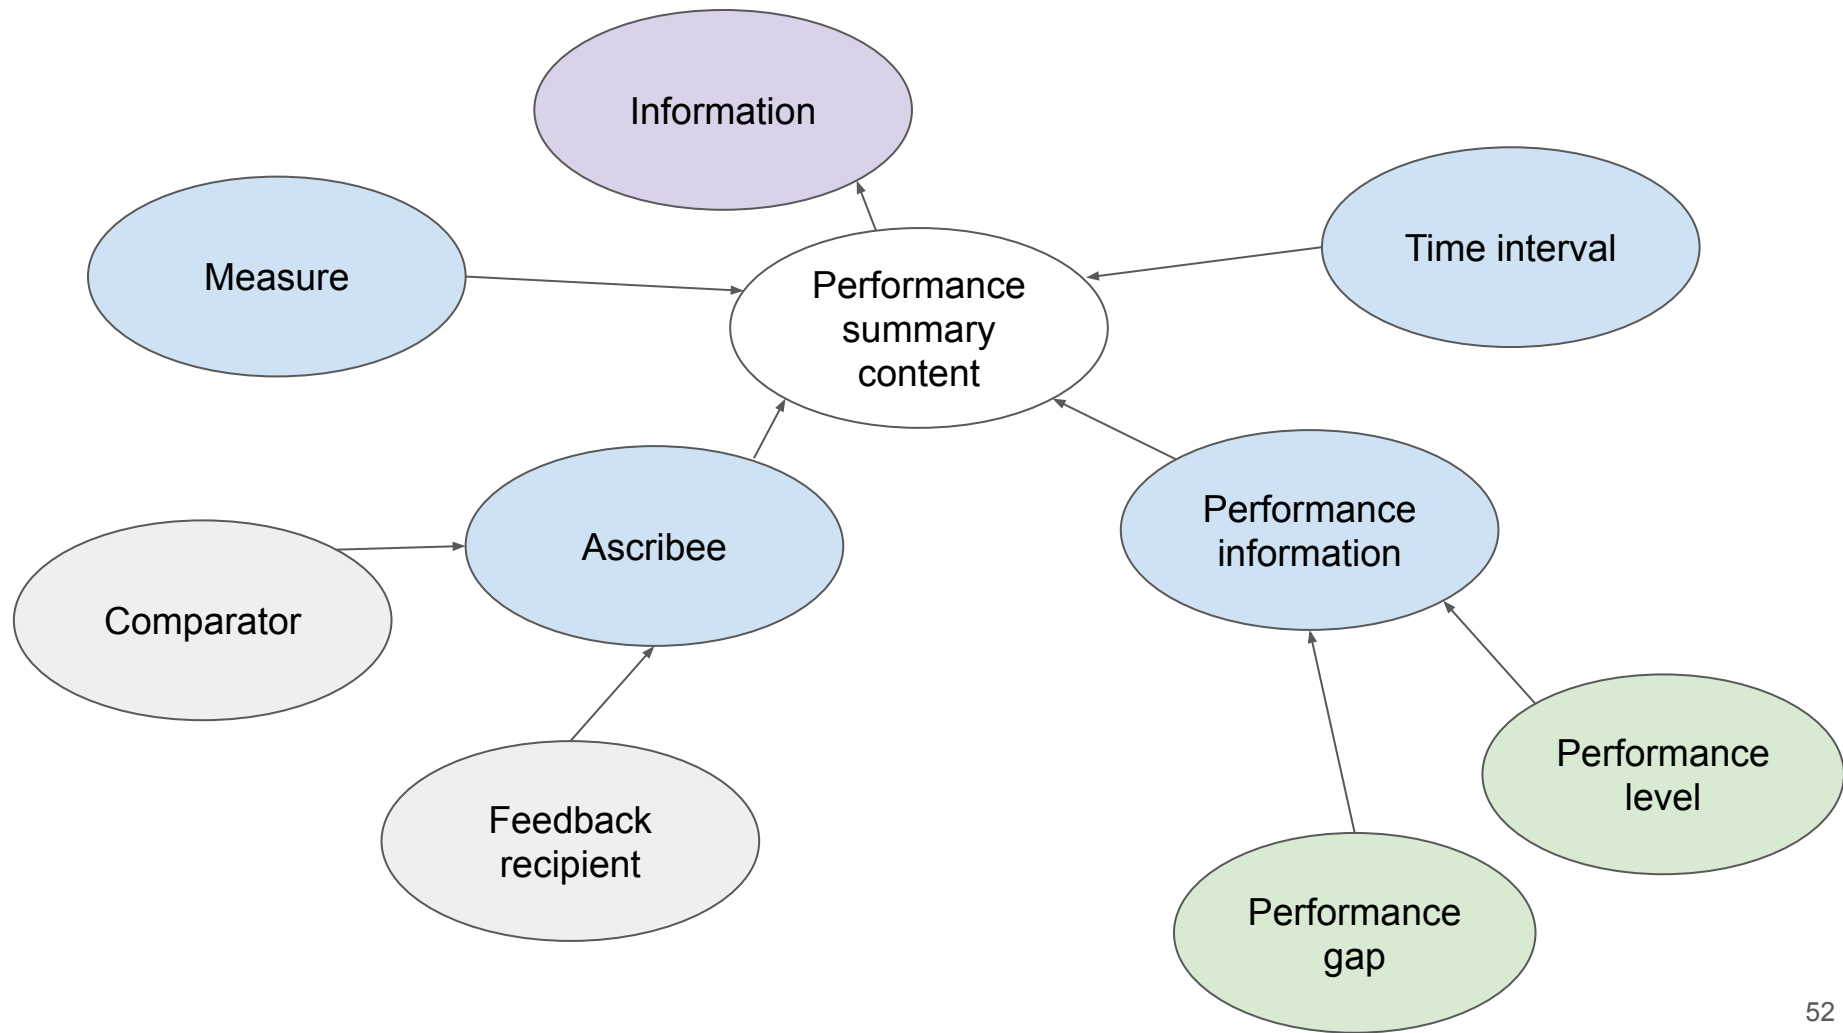 Information
Measure
Time interval
Performance
summary
content
Ascribee
Performance
information
Comparator
Feedback
recipient
Performance
level
Performance
gap
52